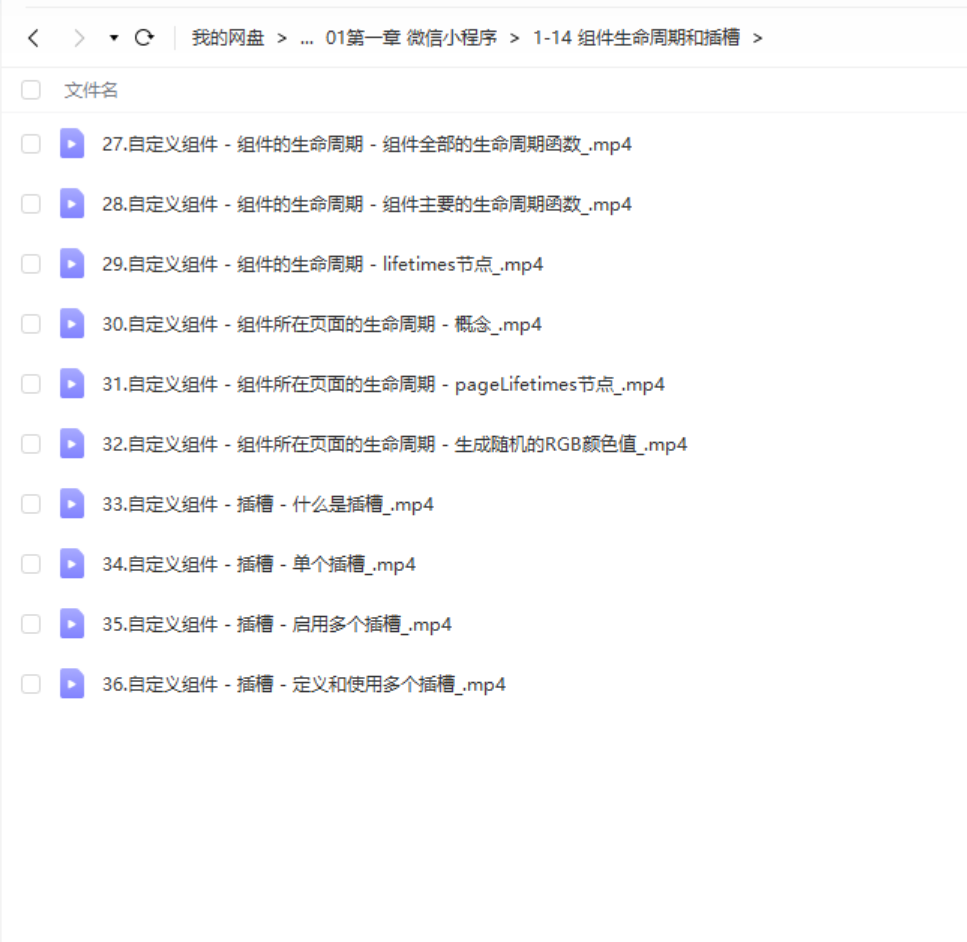 我的网盘 > ... 01第一章 微信小程序 > 1-14 组件生命周期和插槽 >
文件名
27.自定义组件 - 组件的生命周期 - 组件全部的生命周期函数_.mp4
28.自定义组件 - 组件的生命周期 - 组件主要的生命周期函数_.mp4
29.自定义组件 - 组件的生命周期 - lifetimes节点_.mp4
30.自定义组件 - 组件所在页面的生命周期 - 概念_.mp4
31.自定义组件 - 组件所在页面的生命周期 - pageLifetimes节点_.mp4
32.自定义组件 - 组件所在页面的生命周期 - 生成随机的RGB颜色值_.mp4
33.自定义组件 - 插槽 - 什么是插槽_.mp4
34.自定义组件 - 插槽 - 单个插槽_.mp4
35.自定义组件 - 插槽 - 启用多个插槽_.mp4
36.自定义组件 - 插槽 - 定义和使用多个插槽_.mp4